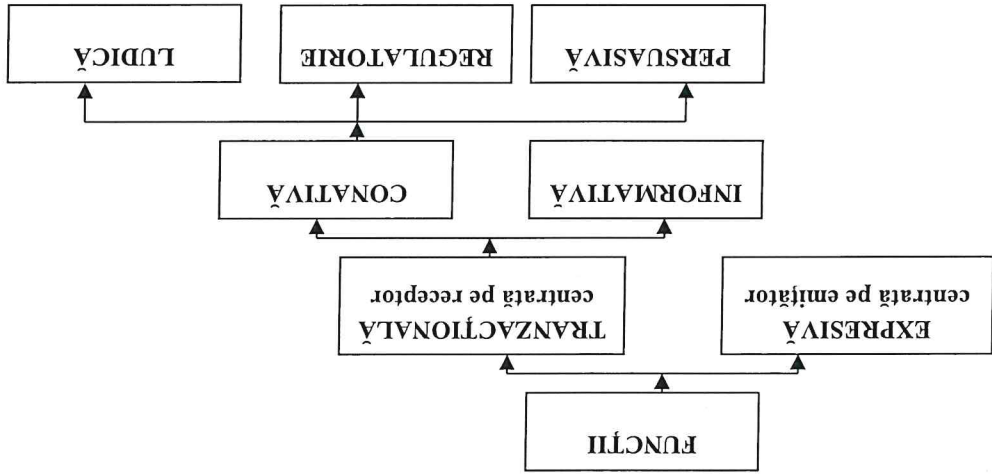 FUNCŢII
EXPRESIVĂ
centrată pe emiţător
TRANZACŢIONALĂ
centrată pe receptor
INFORMATIVĂ
CONATIVĂ
PERSUASIVĂ
REGULATORIE
LUDICĂ